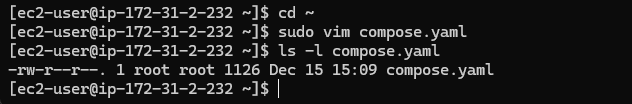 [ec2-user@ip-172-31-2-232 ~]$ cd ~
[ec2-user@ip-172-31-2-232 ~]$ sudo vim compose.yaml
[ec2-user@ip-172-31-2-232 ~]$ ls -l compose.yaml
-rw-r--r--. 1 root root 1126 Dec 15 15:09 compose.yaml
[ec2-user@ip-172-31-2-232 ~]$